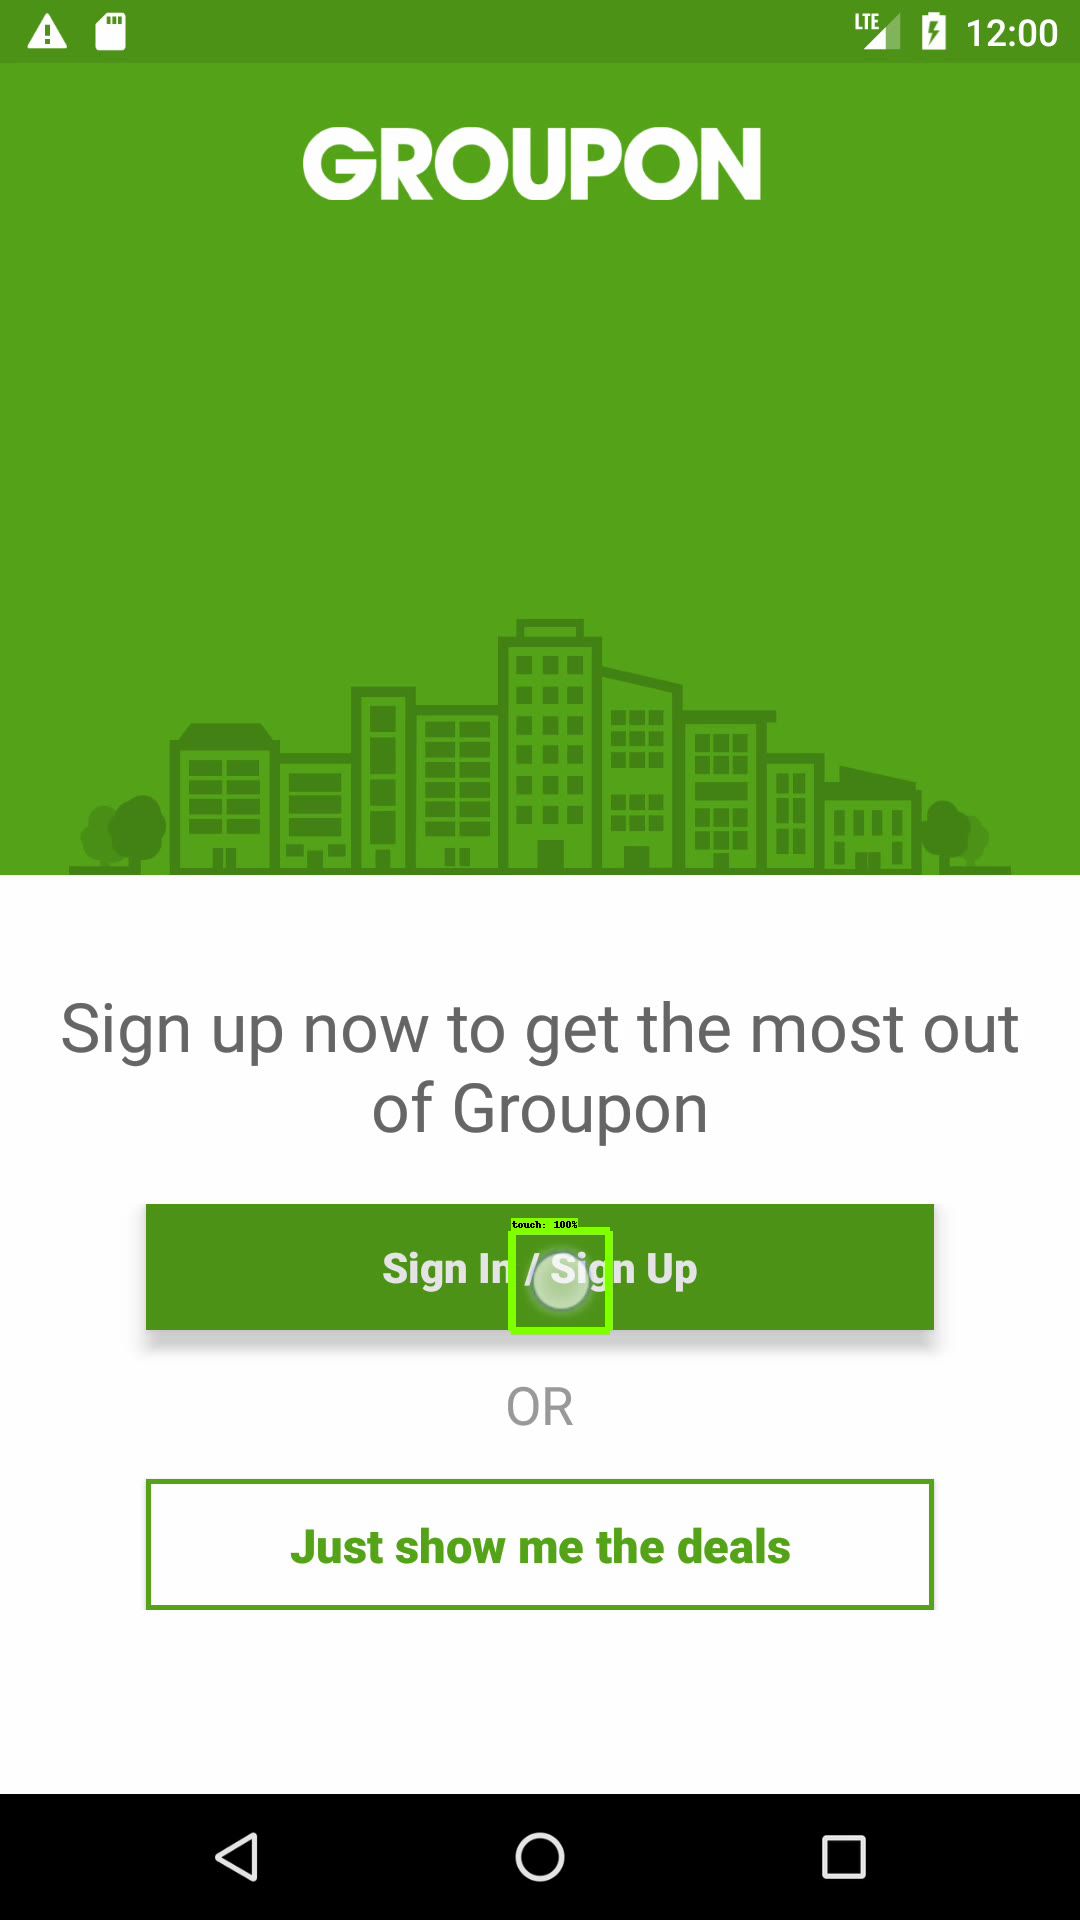 LTE 12:00
GROUPON
Sign up now to get the most out
of Groupon
touch: 100%
Sign In / Sign Up
OR
Just show me the deals